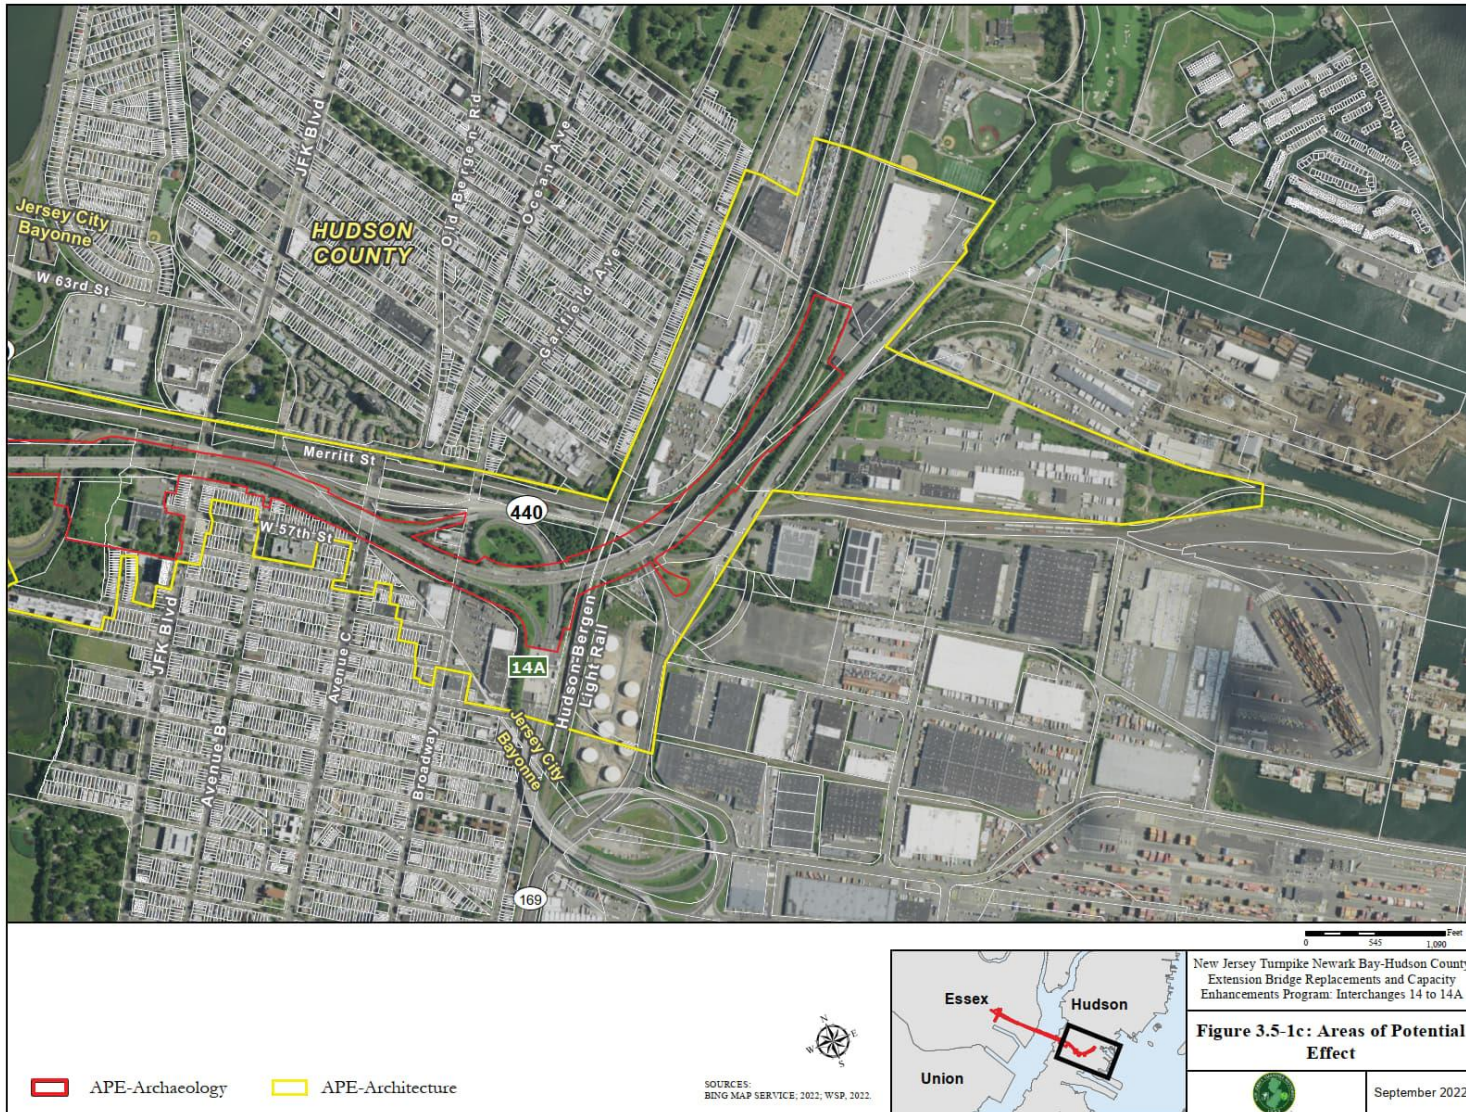 JFKBlvd
Old Bergen Rd
Ocean Ave
Jersey City
Bayonne
HUDSON
COUNTY
W 63rd St
Garfield Ave
Merritt St
440
W 57th St
14A
Hudson-Bergen
Light Rail
JFK Blvd
Avenue C
Avenue B
Broadway
Jersey City
Bayonne
169
Feet
0 545 1,090
New Jersey Turnpike Newark Bay-Hudson County
Extension Bridge Replacements and Capacity
Enhancements Program: Interchanges 14 to 14A
Essex
Hudson
Union
Figure 3.5-1c: Areas of Potential
Effect
N
E
W
S
APE-Archaeology
APE-Architecture
SOURCES:
BING MAP SERVICE, 2022; WSP, 2022.
September 2022